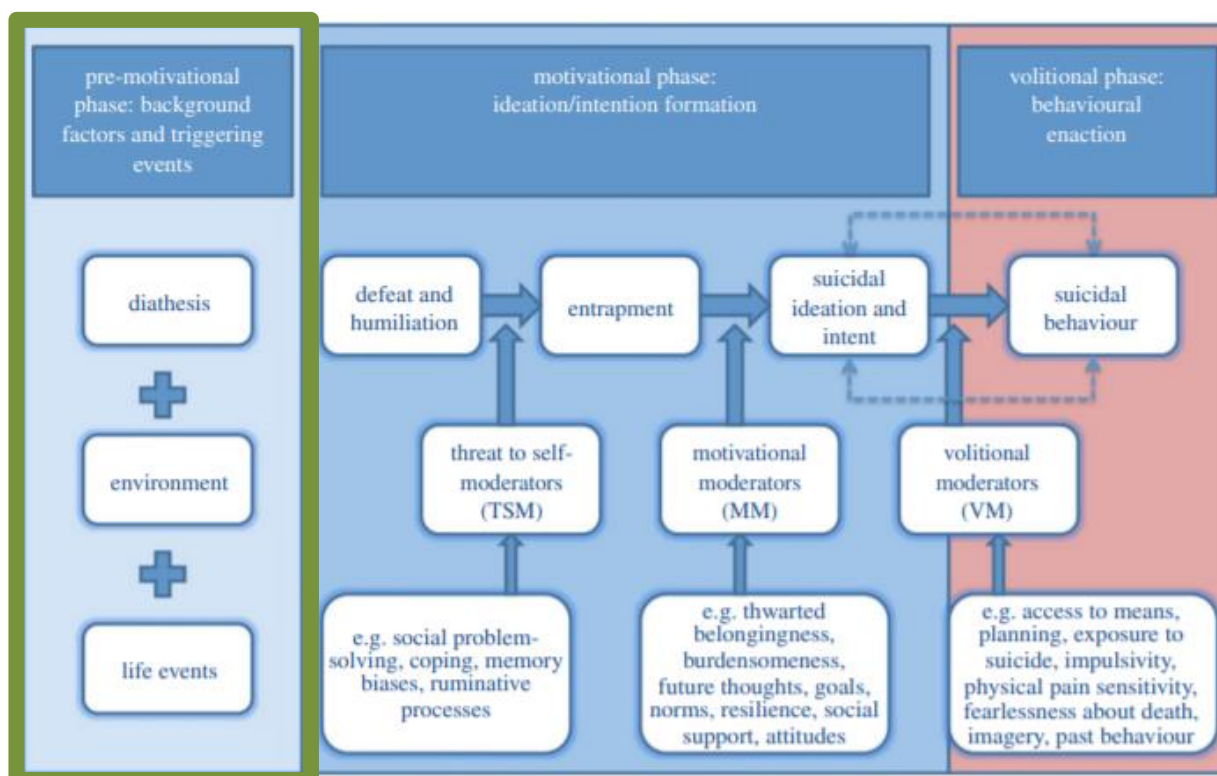 pre-motivational
phase: background
factors and triggering
events
motivational phase:
ideation/intention formation
volitional phase:
behavioural
enaction
diathesis
environment
life events
defeat and
humiliation
entrapment
suicidal
ideation and
intent
suicidal
behaviour
threat to self-
moderators
(TSM)
motivational
moderators
(MM)
volitional
moderators
(VM)
e.g. social problem-
solving, coping, memory
biases, ruminative
processes
e.g. thwarted
belongingness,
burdensomeness,
future thoughts, goals,
norms, resilience, social
support, attitudes
e.g. access to means,
planning, exposure to
suicide, impulsivity,
physical pain sensitivity,
fearlessness about death,
imagery, past behaviour